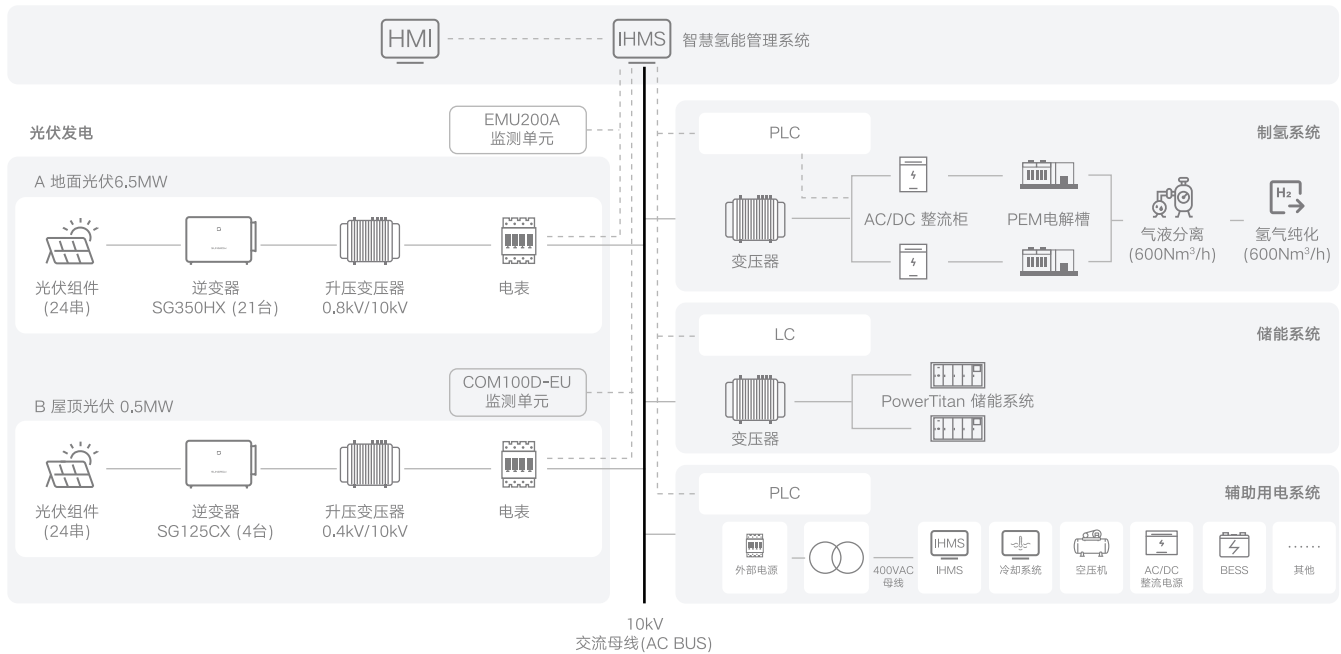 HMI
IHMS
智慧氢能管理系统
光伏发电
EMU200A
监测单元
A 地面光伏6.5MW
光伏组件
(24串)
逆变器
SG350HX (21台)
升压变压器
0.8kV/10kV
电表
COM100D-EU
监测单元
B 屋顶光伏 0.5MW
光伏组件
(24串)
逆变器
SG125CX (4台)
升压变压器
0.4kV/10kV
电表
制氢系统
PLC
变压器
AC/DC 整流柜
PEM电解槽
气液分离
(600Nm³/h)
H₂
氢气纯化
(600Nm³/h)
储能系统
LC
变压器
PowerTitan 储能系统
辅助用电系统
PLC
外部电源
400VAC
母线
IHMS
IHMS
冷却系统
空压机
AC/DC
整流电源
BESS
······
其他
10kV
交流母线(AC BUS)